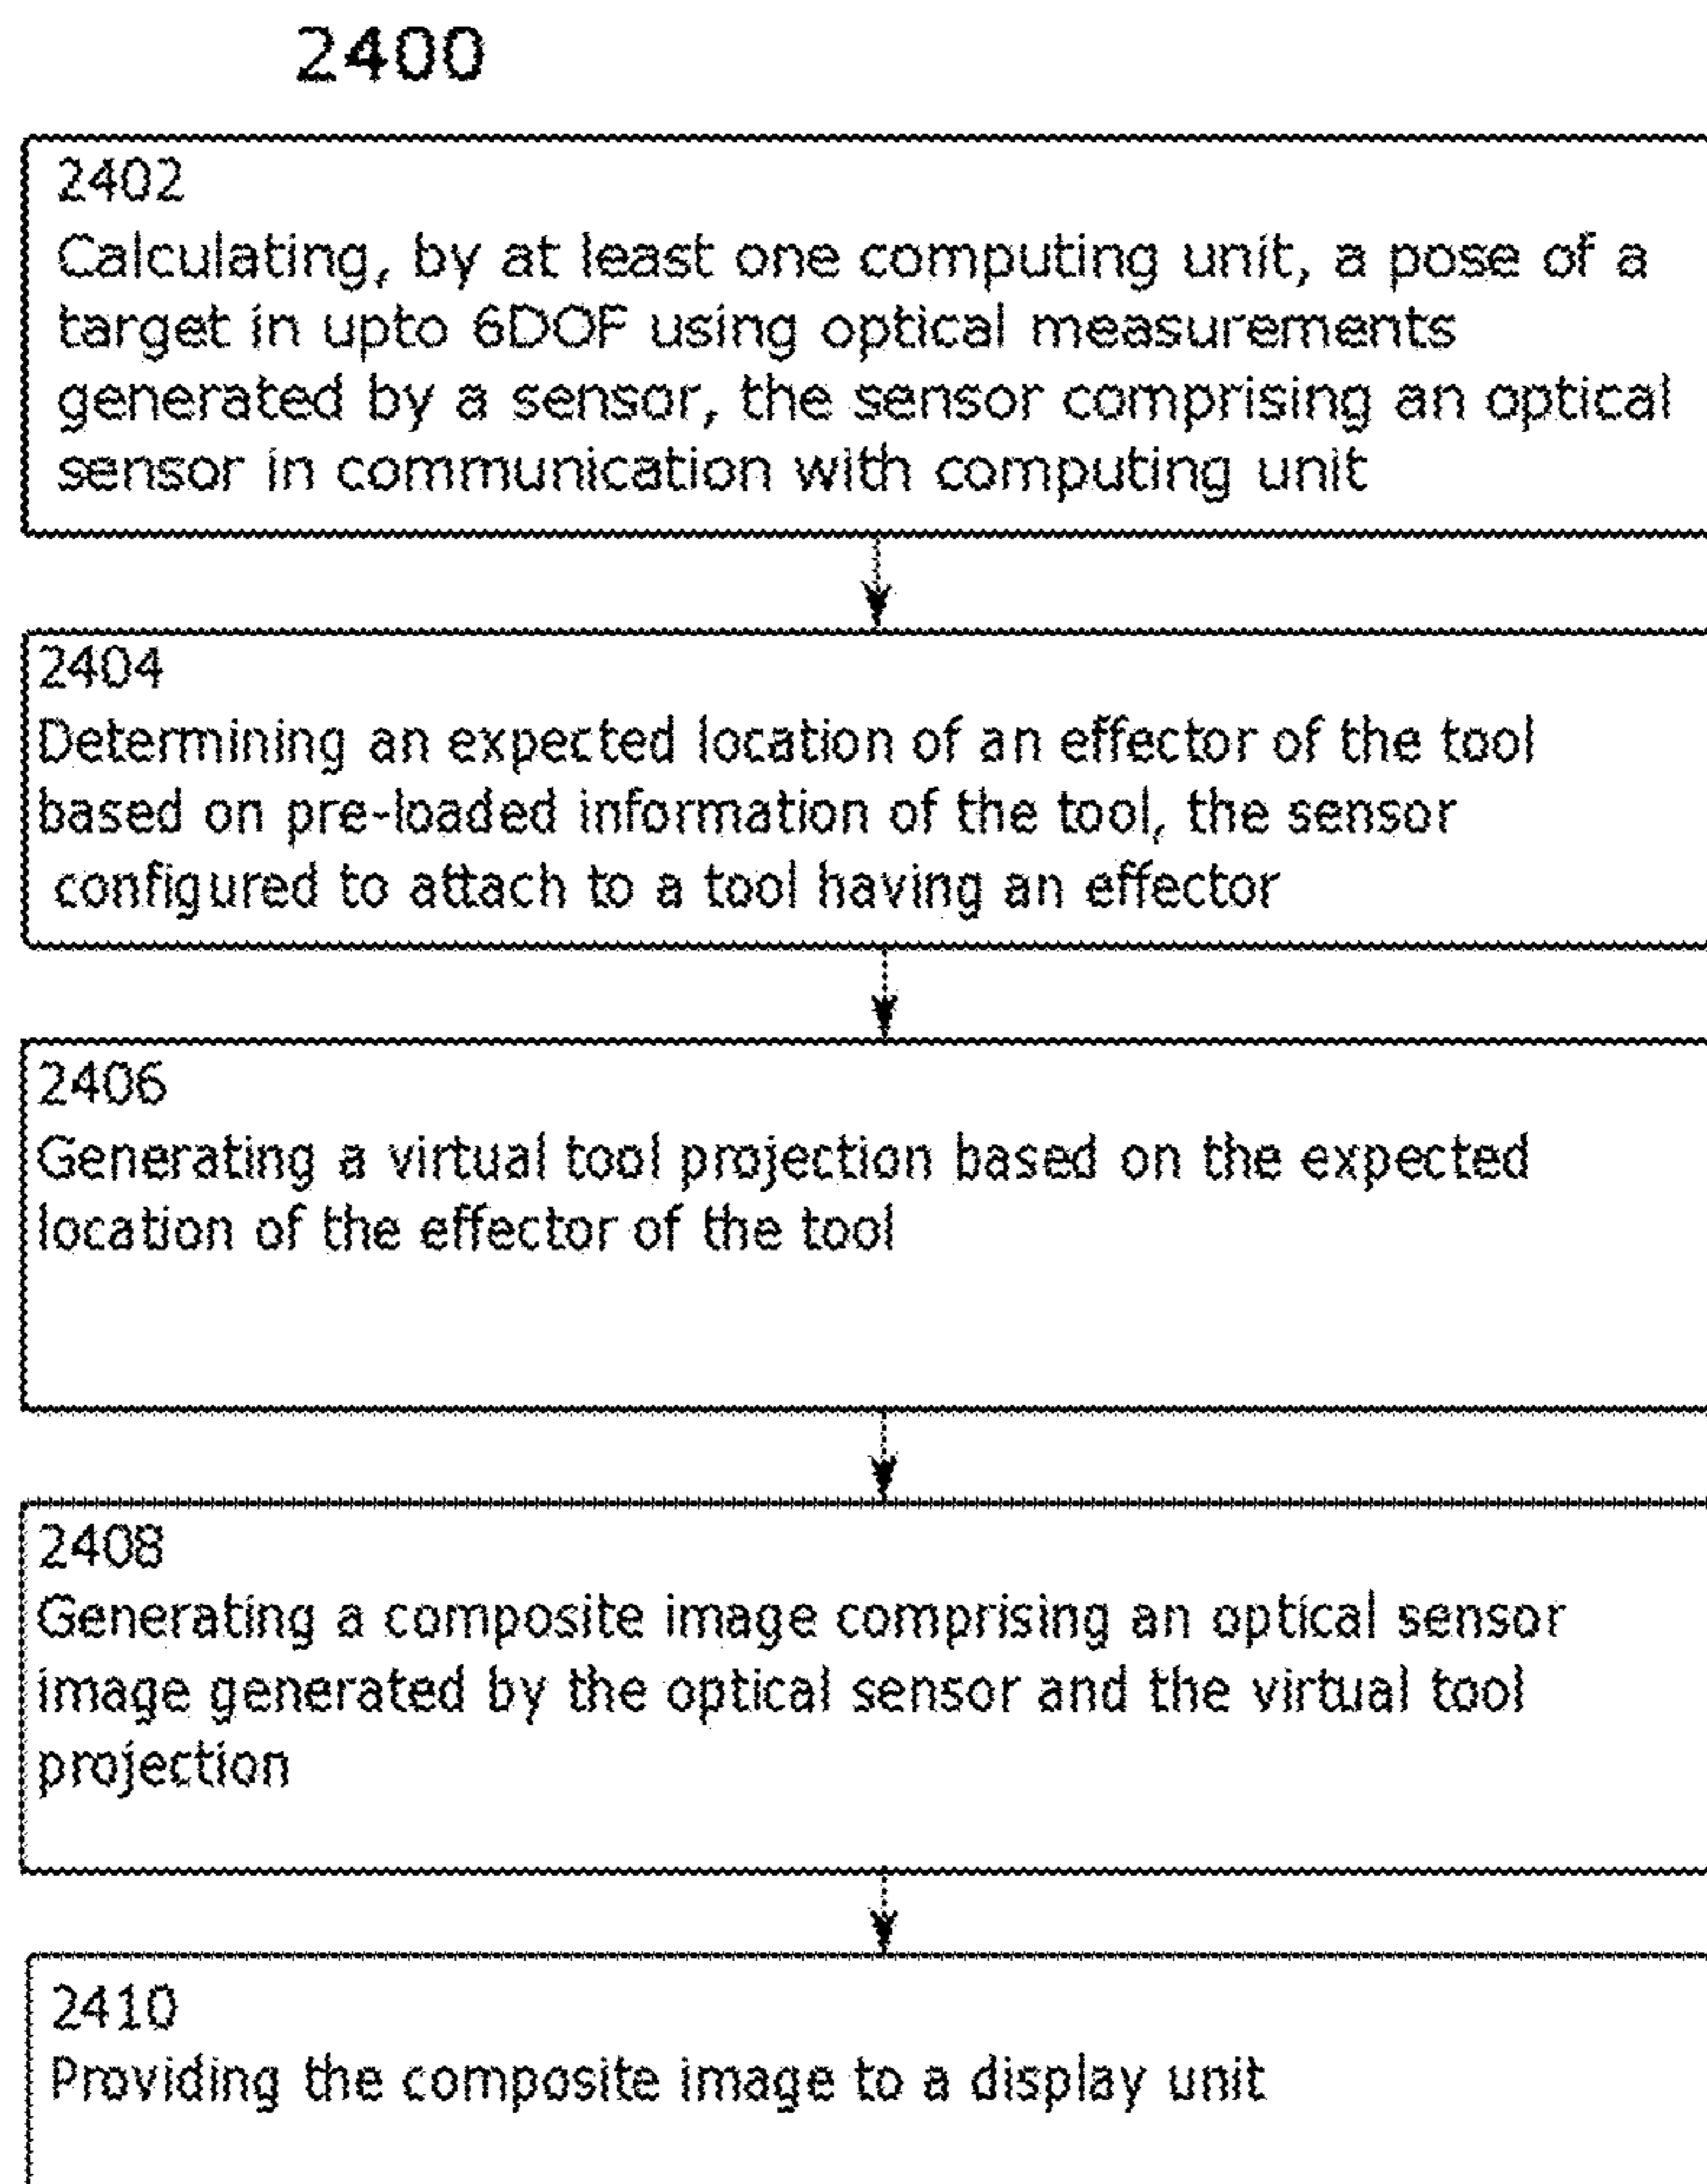 2400
2402
Calculating, by at least one computing unit, a pose of a
target in upto 6DOF using optical measurements
generated by a sensor, the sensor comprising an optical
sensor in communication with computing unit
2404
Determining an expected location of an effector of the tool
based on pre-loaded information of the tool, the sensor
configured to attach to a tool having an effector
2406
Generating a virtual tool projection based on the expected
location of the effector of the tool
2408
Generating a composite image comprising an optical sensor
image generated by the optical sensor and the virtual tool
projection
2410
Providing the composite image to a display unit